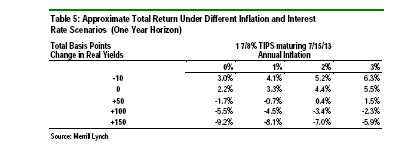 Table 5: Approximate Total Return Under Different Inflation and Interest
Rate Scenarios (One Year Horizon)
Total Basis Points 1 7/8% TIPS maturing 7/15/13
Change in Real Yields Annual Inflation
0% 1% 2% 3%
-10 3.0% 4.1% 5.2% 6.3%
0 2.2% 3.3% 4.4% 5.5%
+50 -1.7% -0.7% 0.4% 1.5%
+100 -5.5% -4.5% -3.4% -2.3%
+150 -9.2% -8.1% -7.0% -5.9%
Source: Merrill Lynch